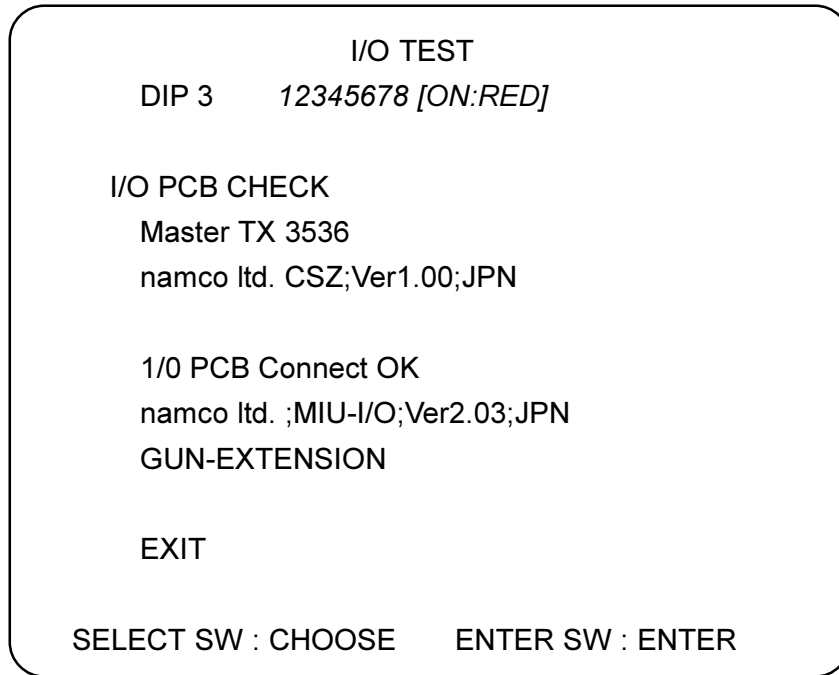 I/O TEST
DIP 3 12345678 [ON:RED]
I/O PCB CHECK
Master TX 3536
namco ltd. CSZ;Ver1.00;JPN
1/0 PCB Connect OK
namco ltd. ;MIU-I/O;Ver2.03;JPN
GUN-EXTENSION
EXIT
SELECT SW : CHOOSE ENTER SW : ENTER